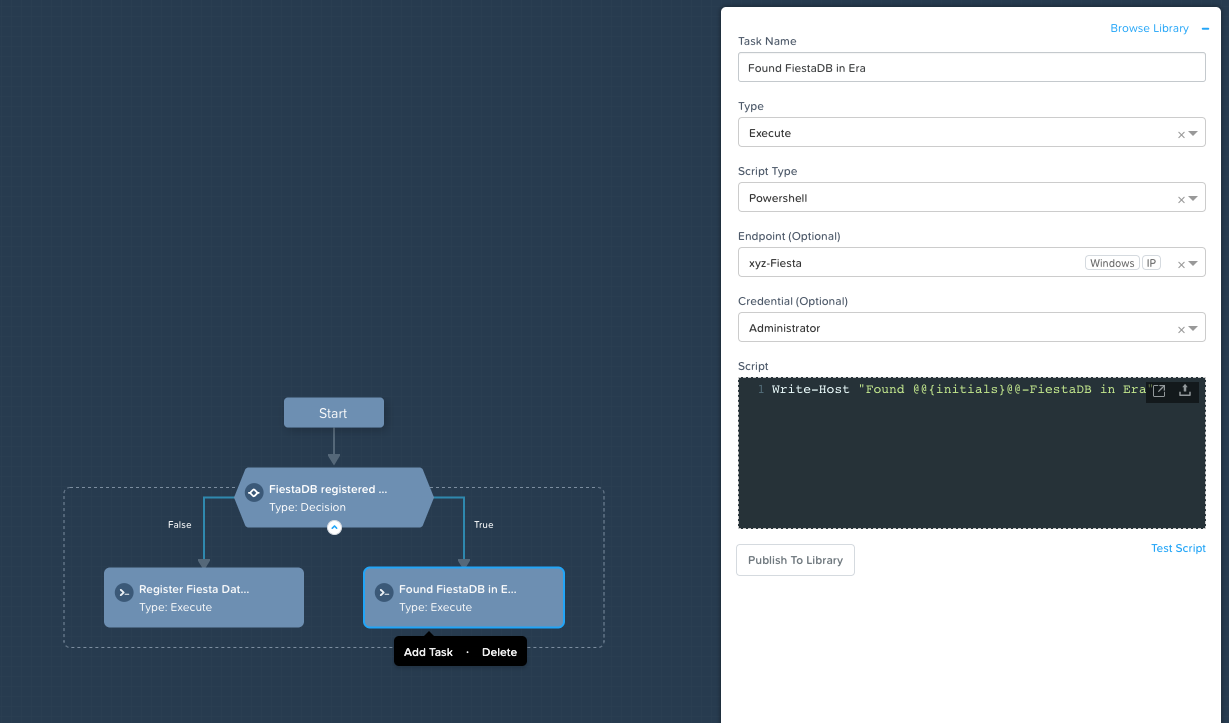 Start
FiestaDB registered ...
Type: Decision
False
True
Register Fiesta Dat...
Type: Execute
Found FiestaDB in E...
Type: Execute
Add Task · Delete
Browse Library
Task Name
Found FiestaDB in Era
Type
Execute
Script Type
Powershell
Endpoint (Optional)
xyz-Fiesta Windows IP
Credential (Optional)
Administrator
Script
1 Write-Host "Found @@{initials}@@-FiestaDB in Era"
Test Script
Publish To Library